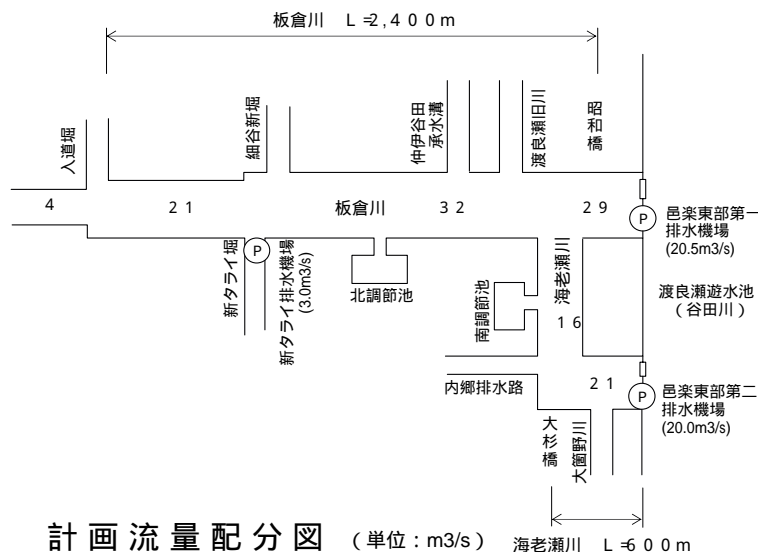 板倉川 L=2,400m
入道堀
細谷新堀
仲伊谷田
承水溝
渡良瀬旧川
昭和橋
4
21
板倉川
32
29
P
邑楽東部第一
排水機場
(20.5m3/s)
新タライ堀
P
新タライ排水機場
(3.0m3/s)
北調節池
海老瀬川
南調節池
16
渡良瀬遊水池
(谷田川)
内郷排水路
21
P
邑楽東部第二
排水機場
(20.0m3/s)
大杉橋
大箇野川
計画流量配分図 (単位：m3/s)
海老瀬川 L=600m